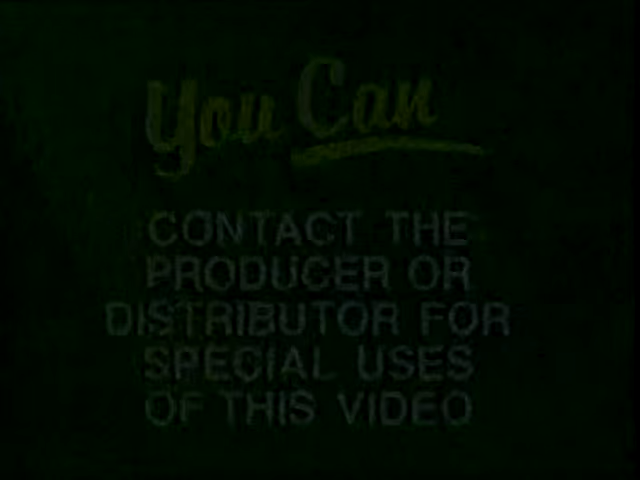 You Can
CONTACT THE
PRODUCER OR
DISTRIBUTOR FOR
SPECIAL USES
OF THIS VIDEO